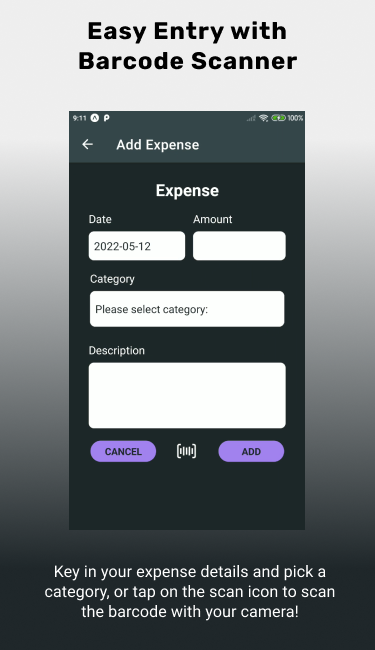 Easy Entry with
Barcode Scanner
9:11 100%
Add Expense
Expense
Date Amount
2022-05-12
Category
Please select category:
Description
CANCEL ADD
Key in your expense details and pick a
category, or tap on the scan icon to scan
the barcode with your camera!